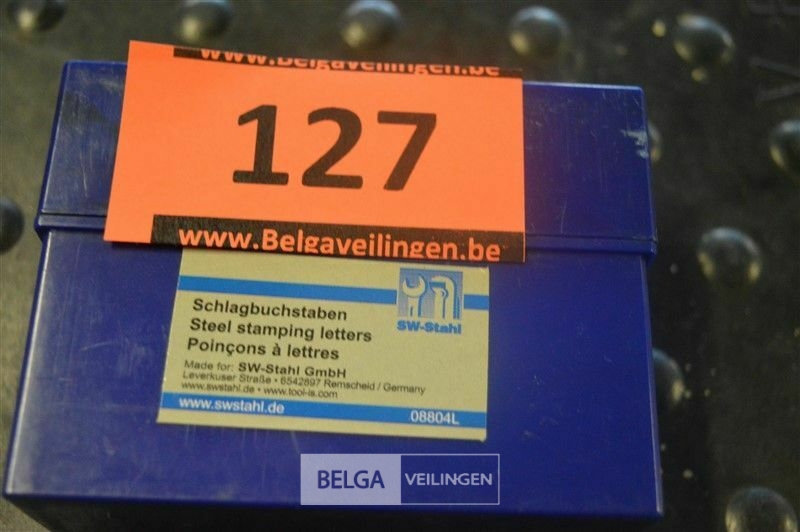 www.Belgaveilingen.be
127
www.Belgaveilingen.be
SW-Stahl
Schlagbuchstaben
Steel stamping letters
Poinçons à lettres
Made for: SW-Stahl GmbH
Leverkuser Straße • 6542897 Remscheid / Germany
www.swstahl.de • www.tool-is.com
www.swstahl.de 08804L
BELGA VEILINGEN